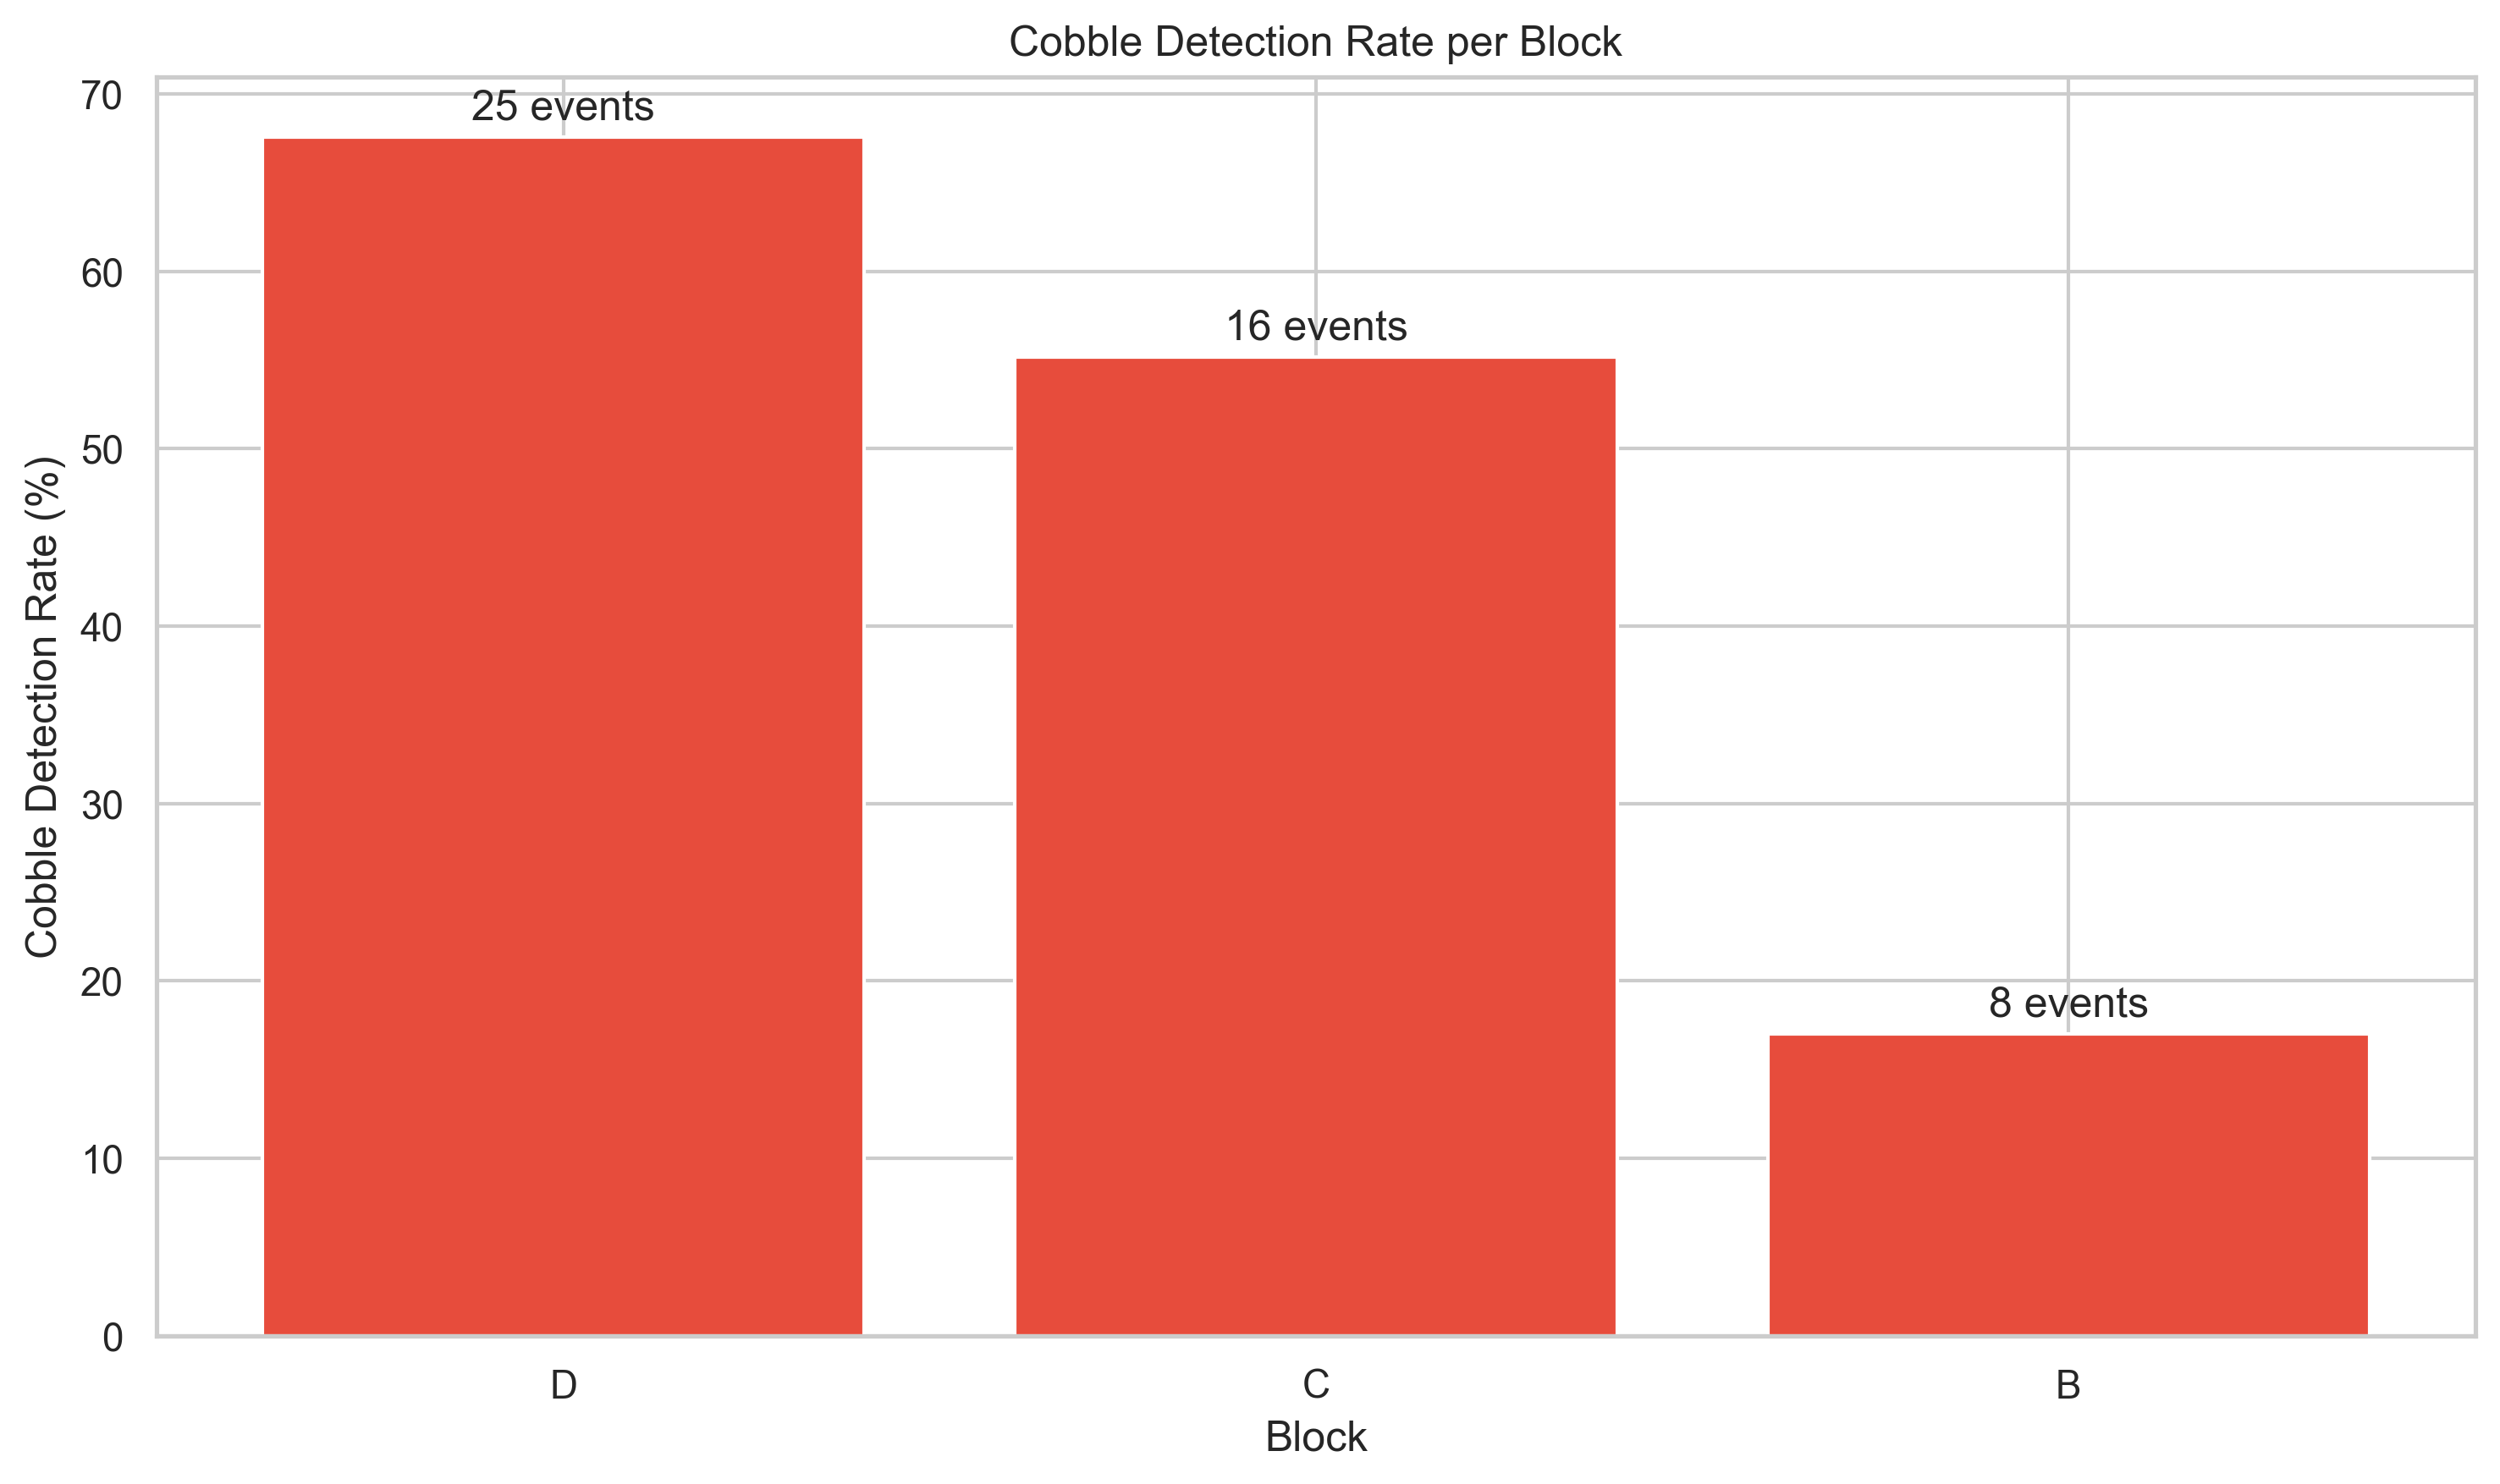 Cobble Detection Rate per Block
Cobble Detection Rate (%)
70
60
50
40
30
20
10
0
25 events
16 events
8 events
D
C
B
Block